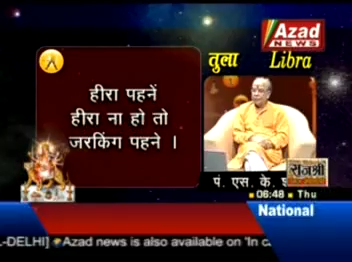 Azad
NEWS
तुला Libra
हीरा पहनें
हीरा ना हो तो
जरकिंग पहने ।
राजश्री
पं. एस. के.
06:48 Thu
National
-DELHI] Azad news is also available on 'In c